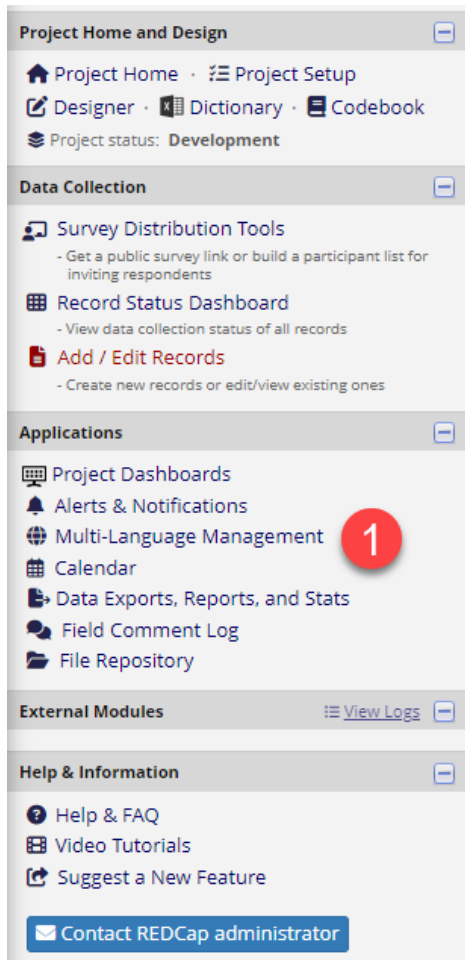 Project Home and Design
Project Home · Project Setup
Designer · Dictionary · Codebook
Project status: Development
Data Collection
Survey Distribution Tools
- Get a public survey link or build a participant list for
inviting respondents
Record Status Dashboard
- View data collection status of all records
Add / Edit Records
- Create new records or edit/view existing ones
Applications
Project Dashboards
Alerts & Notifications
Multi-Language Management 1
Calendar
Data Exports, Reports, and Stats
Field Comment Log
File Repository
External Modules View Logs
Help & Information
Help & FAQ
Video Tutorials
Suggest a New Feature
Contact REDCap administrator